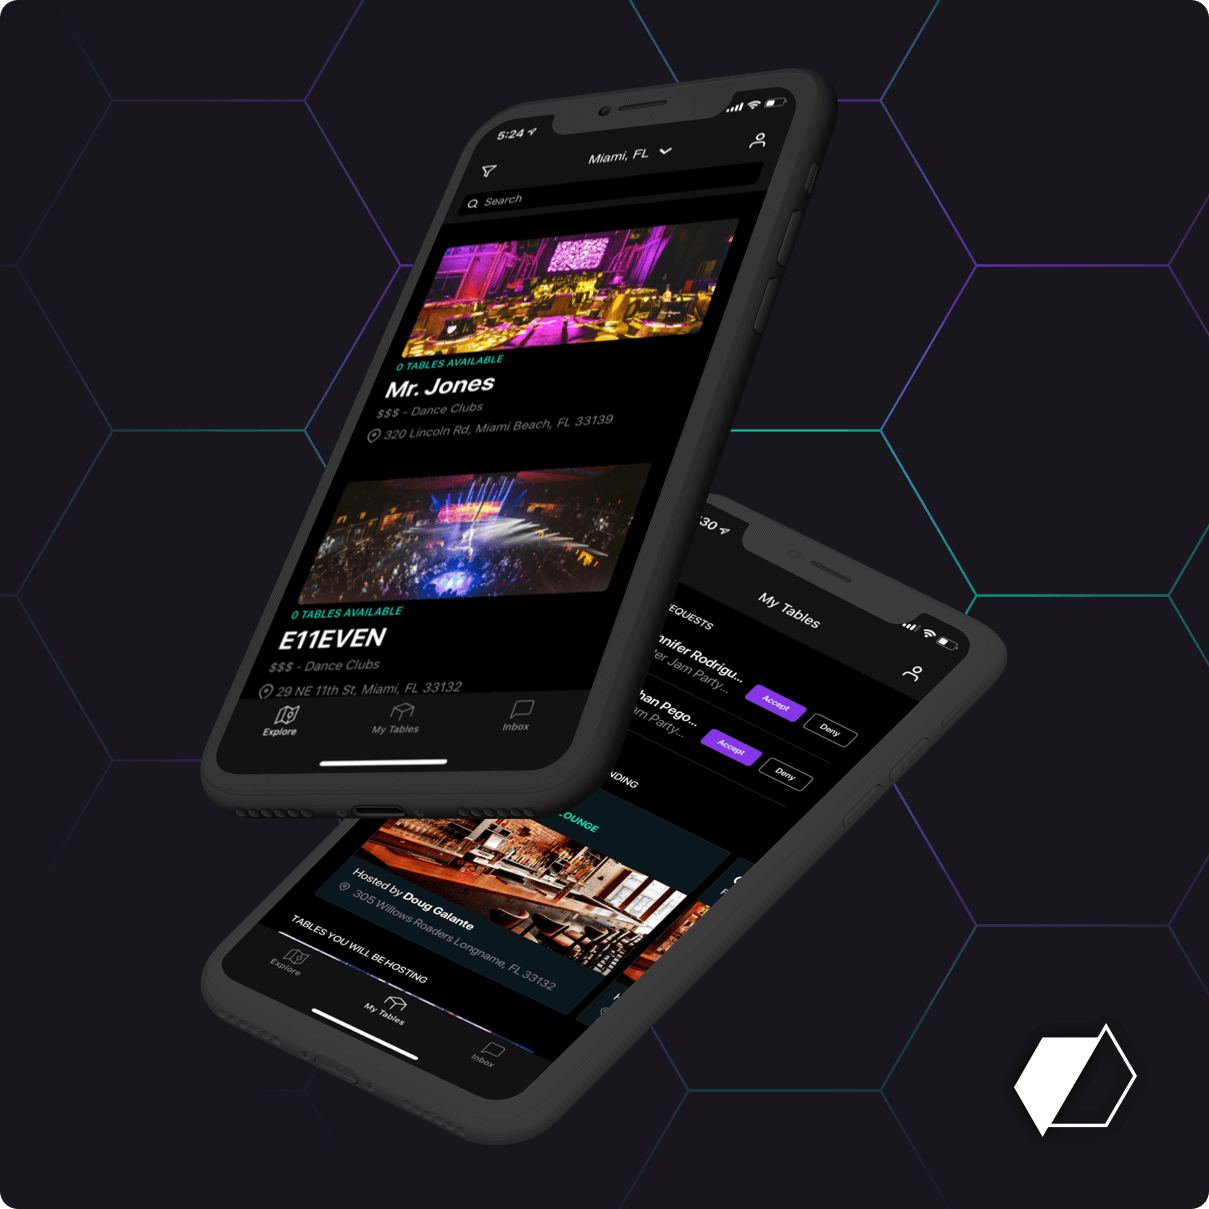 5:24
Miami, FL
Search
0 TABLES AVAILABLE
Mr. Jones
$$$ - Dance Clubs
320 Lincoln Rd, Miami Beach, FL 33139
0 TABLES AVAILABLE
E11EVEN
$$$ - Dance Clubs
29 NE 11th St, Miami, FL 33132
Explore
My Tables
Inbox
:30
My Tables
EQUESTS
nnifer Rodrigu...
ter Jam Party...
Accept
Deny
han Pego...
am Party...
Accept
Deny
NDING
LOUNGE
Hosted by Doug Galante
305 Willows Roaders Longname, FL 33132
TABLES YOU WILL BE HOSTING
Explore
My Tables
Inbox